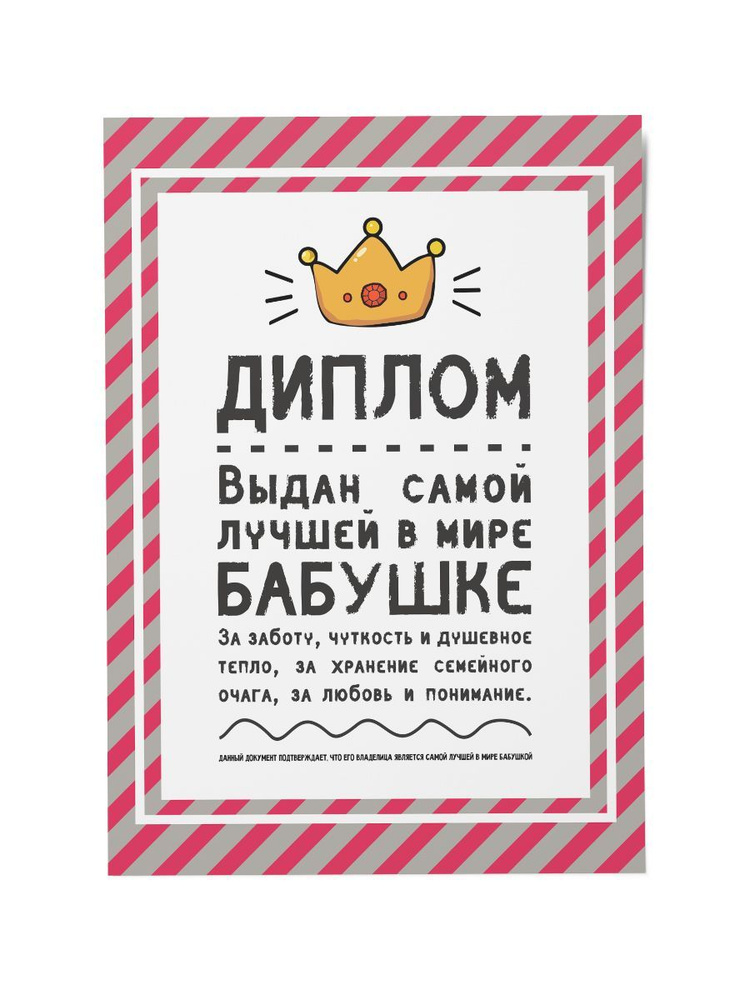 ДИПЛОМ
Выдан самой
лучшей в мире
БАБУШКЕ
За заботу, чуткость и душевное
тепло, за хранение семейного
очага, за любовь и понимание.
ДАННЫЙ ДОКУМЕНТ ПОДТВЕРЖДАЕТ, ЧТО ЕГО ВЛАДЕЛИЦА ЯВЛЯЕТСЯ САМОЙ ЛУЧШЕЙ В МИРЕ БАБУШКОЙ